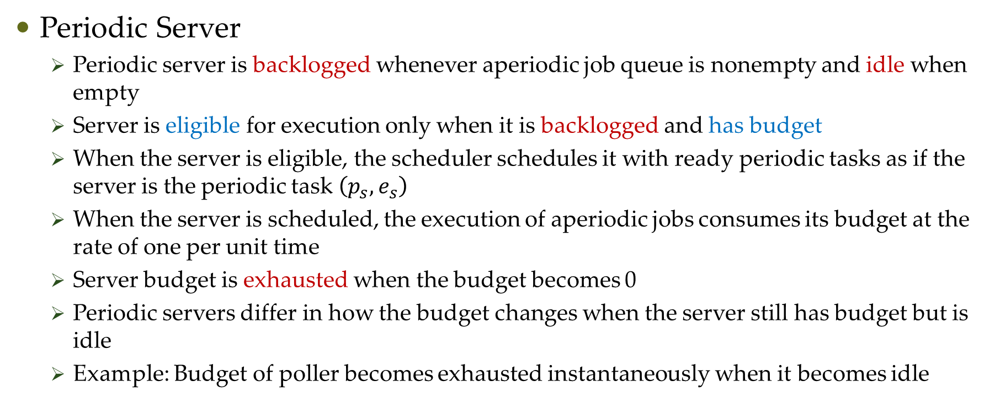 • Periodic Server
➢ Periodic server is backlogged whenever aperiodic job queue is nonempty and idle when
empty
➢ Server is eligible for execution only when it is backlogged and has budget
➢ When the server is eligible, the scheduler schedules it with ready periodic tasks as if the
server is the periodic task (pₛ, eₛ)
➢ When the server is scheduled, the execution of aperiodic jobs consumes its budget at the
rate of one per unit time
➢ Server budget is exhausted when the budget becomes 0
➢ Periodic servers differ in how the budget changes when the server still has budget but is
idle
➢ Example: Budget of poller becomes exhausted instantaneously when it becomes idle